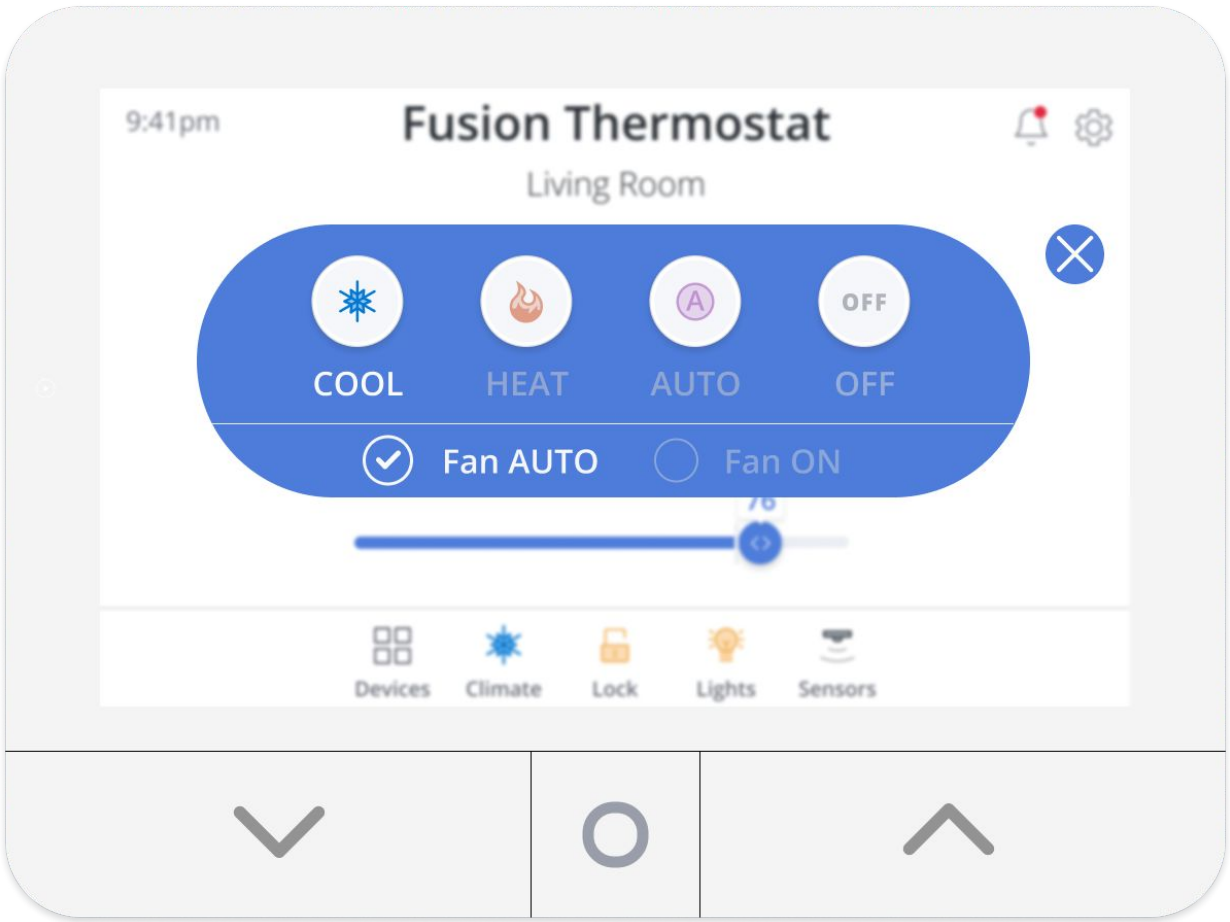 9:41pm
Fusion Thermostat
Living Room
A
OFF
COOL HEAT AUTO OFF
Fan AUTO Fan ON
76
Devices Climate Lock Lights Sensors